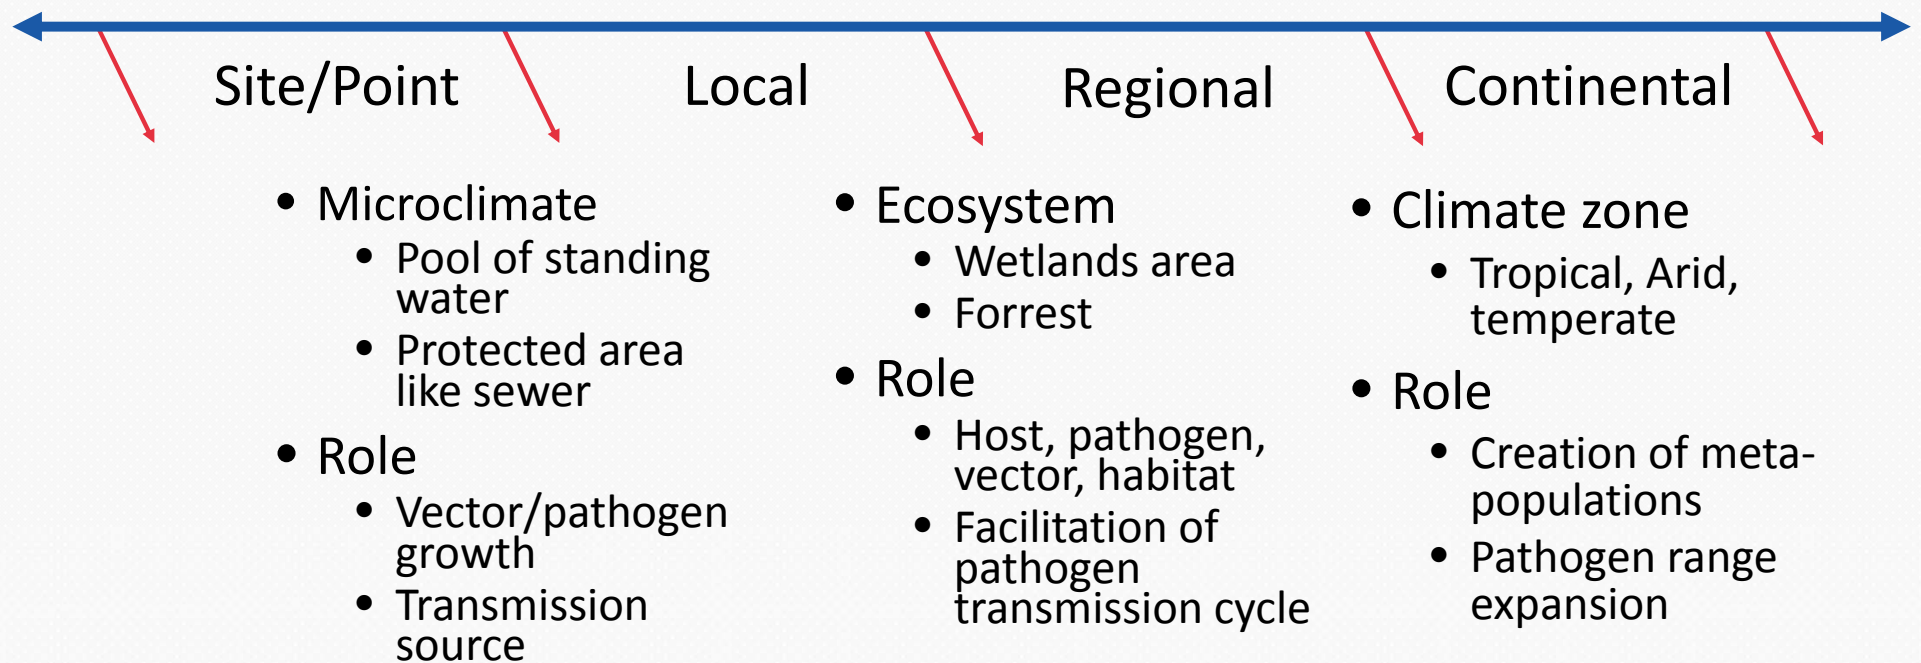 Site/Point
Local
Regional
Continental
• Microclimate
• Pool of standing
water
• Protected area
like sewer
• Role
• Vector/pathogen
growth
• Transmission
source
• Ecosystem
• Wetlands area
• Forrest
• Role
• Host, pathogen,
vector, habitat
• Facilitation of
pathogen
transmission cycle
• Climate zone
• Tropical, Arid,
temperate
• Role
• Creation of meta-
populations
• Pathogen range
expansion